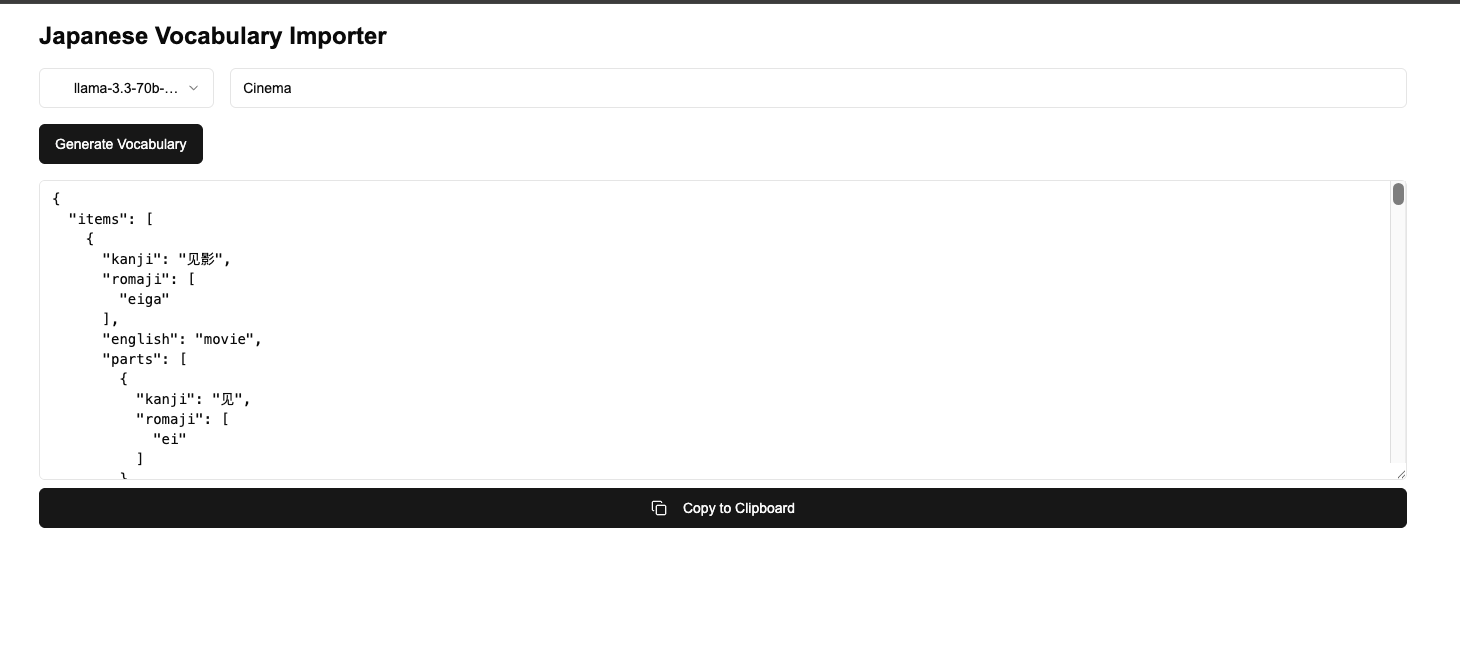 Japanese Vocabulary Importer
llama-3.3-70b-...
Cinema
Generate Vocabulary
{
  "items": [
    {
      "kanji": "见影",
      "romaji": [
        "eiga"
      ],
      "english": "movie",
      "parts": [
        {
          "kanji": "见",
          "romaji": [
            "ei"
          ]
        }
Copy to Clipboard